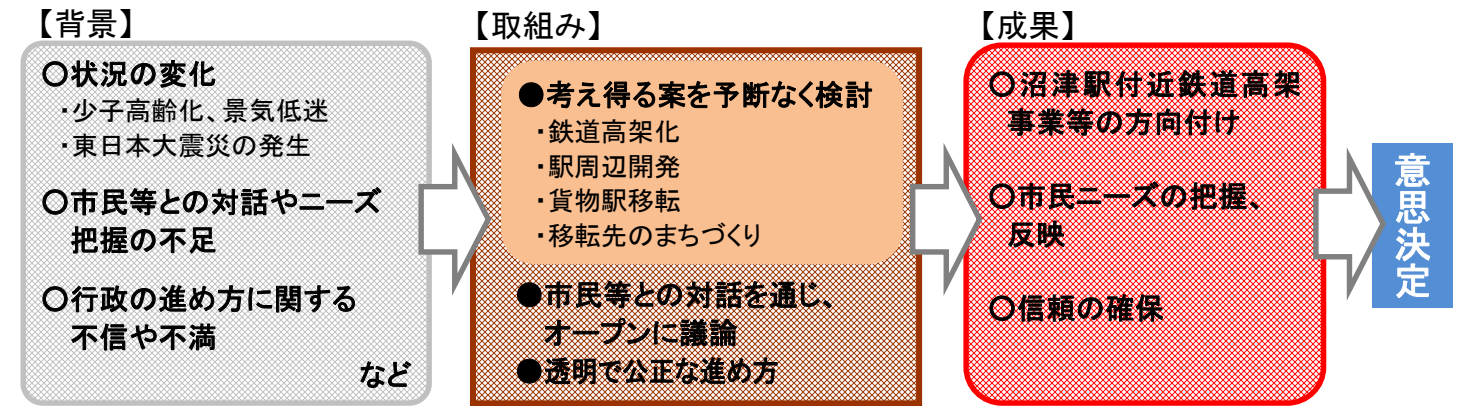 【背景】
○状況の変化
・少子高齢化、景気低迷
・東日本大震災の発生
○市民等との対話やニーズ
把握の不足
○行政の進め方に関する
不信や不満
など
【取組み】
●考え得る案を予断なく検討
・鉄道高架化
・駅周辺開発
・貨物駅移転
・移転先のまちづくり
●市民等との対話を通じ、
オープンに議論
●透明で公正な進め方
【成果】
○沼津駅付近鉄道高架
事業等の方向付け
○市民ニーズの把握、
反映
○信頼の確保
意思決定